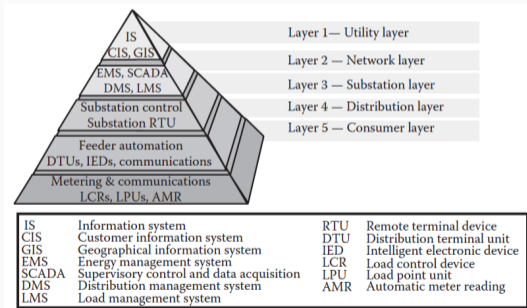 IS
CIS, GIS
EMS, SCADA
DMS, LMS
Substation control
Substation RTU
Feeder automation
DTUs, IEDs, communications
Metering & communications
LCRs, LPUs, AMR
Layer 1— Utility layer
Layer 2 — Network layer
Layer 3 — Substation layer
Layer 4 — Distribution layer
Layer 5 — Consumer layer
IS Information system
CIS Customer information system
GIS Geographical information system
EMS Energy management system
SCADA Supervisory control and data acquisition
DMS Distribution management system
LMS Load management system
RTU Remote terminal device
DTU Distribution terminal unit
IED Intelligent electronic device
LCR Load control device
LPU Load point unit
AMR Automatic meter reading